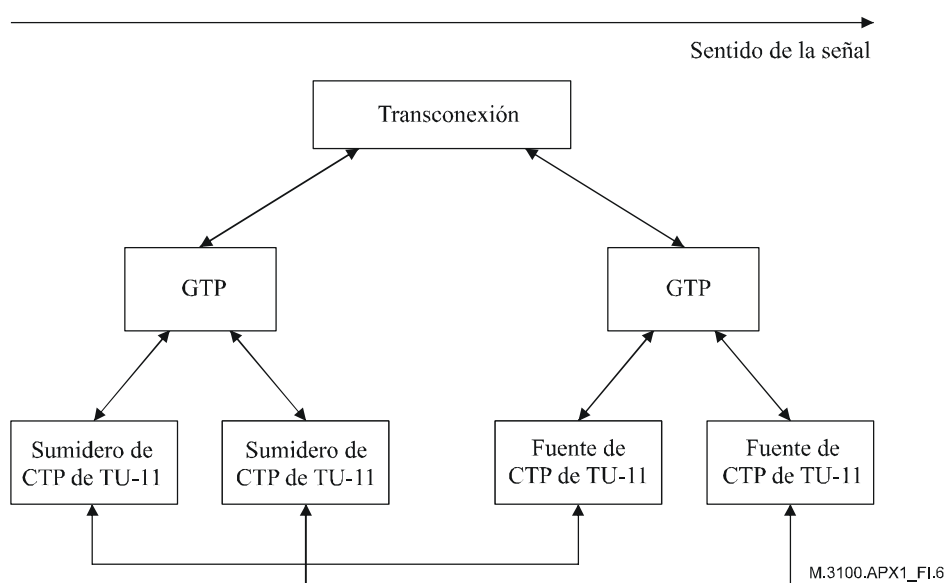 Sentido de la señal
Transconexión
GTP
GTP
Sumidero de
CTP de TU-11
Sumidero de
CTP de TU-11
Fuente de
CTP de TU-11
Fuente de
CTP de TU-11
M.3100.APX1_FI.6